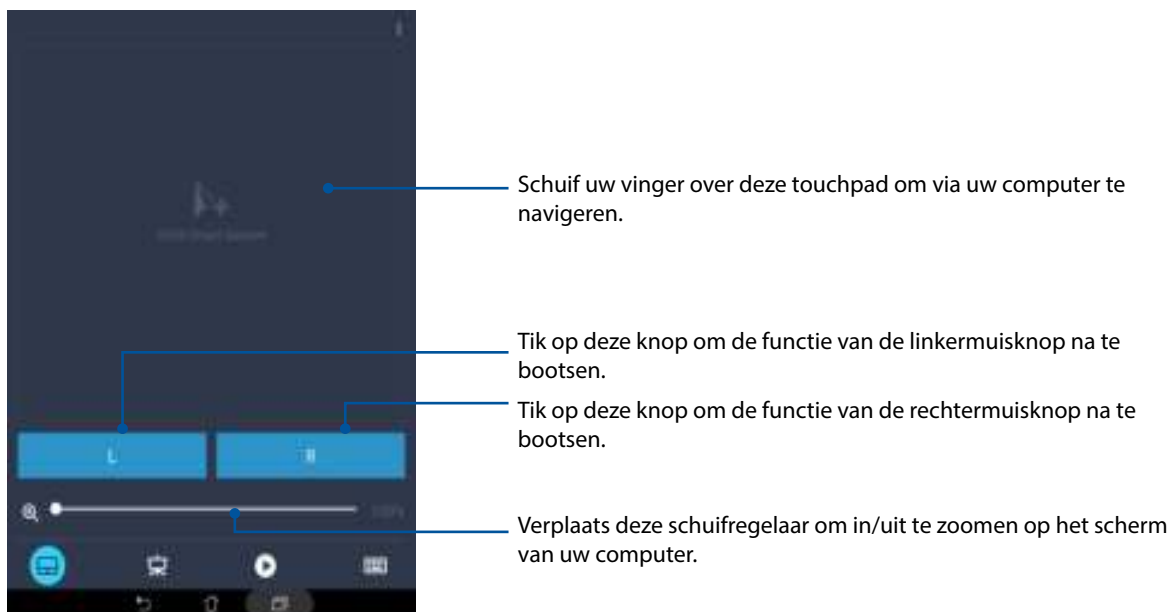 Schuif uw vinger over deze touchpad om via uw computer te
navigeren.
Tik op deze knop om de functie van de linkermuisknop na te
bootsen.
Tik op deze knop om de functie van de rechtermuisknop na te
bootsen.
L
R
Verplaats deze schuifregelaar om in/uit te zoomen op het scherm
van uw computer.